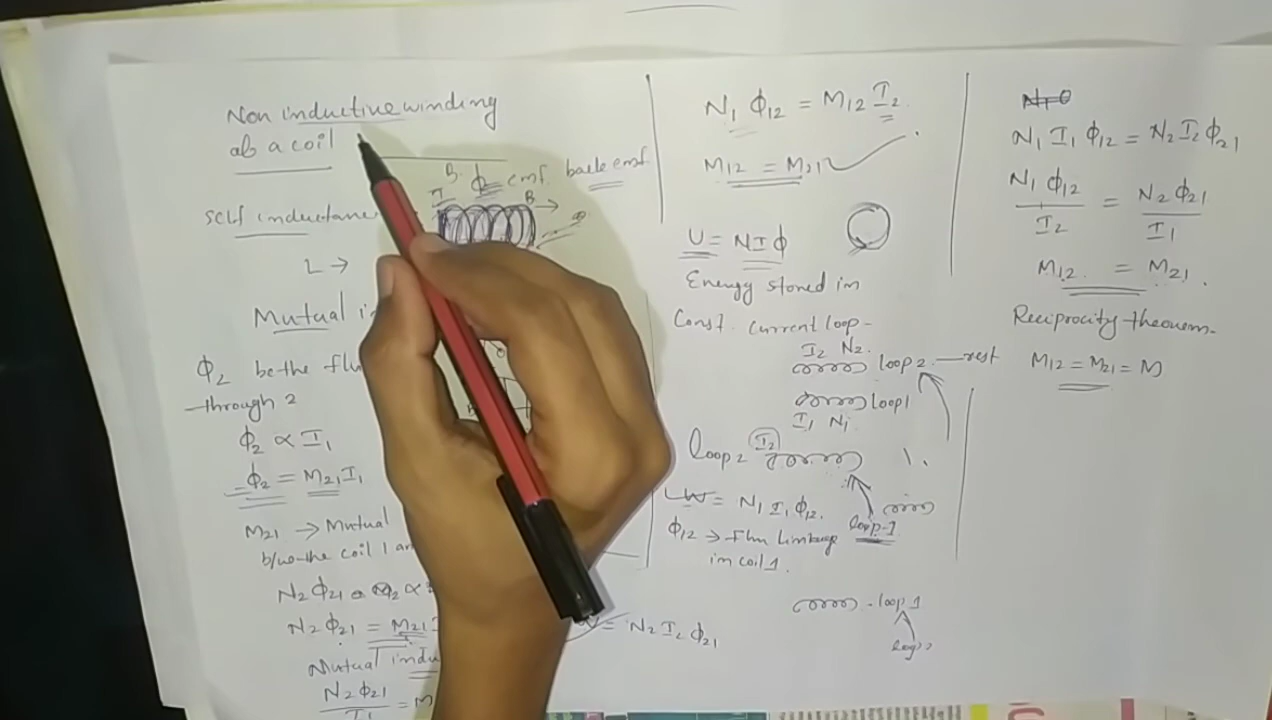 Non inductive winding
of a coil
B. ϕ emf. back emf.
I
B
self inductance
L →
Mutual
ϕ2 be the flu
through 2
ϕ2 ∝ I1
ϕ2 = M21 I1
M21 → Mutual
b/w the coil 1 an
N2 ϕ21 ∝
N2 ϕ21 = M21
Mutual indu
N2 ϕ21
I1
= M
N1 ϕ12 = M12 I2.
M12 = M21
U = NIϕ
Energy stored in
Const. current loop -
I2 N2
loop 2 — rest
loop 1
I1 N1
loop 2 I2
1.
W = N1 I1 ϕ12.
loop-1
ϕ12 → Flux linkage
in coil 1.
loop 1
= N2 I2 ϕ21
N1 I1 ϕ12 = N2 I2 ϕ21
N1 ϕ12 = N2 ϕ21
I2 I1
M12 = M21
Reciprocity theorem.
M12 = M21 = M